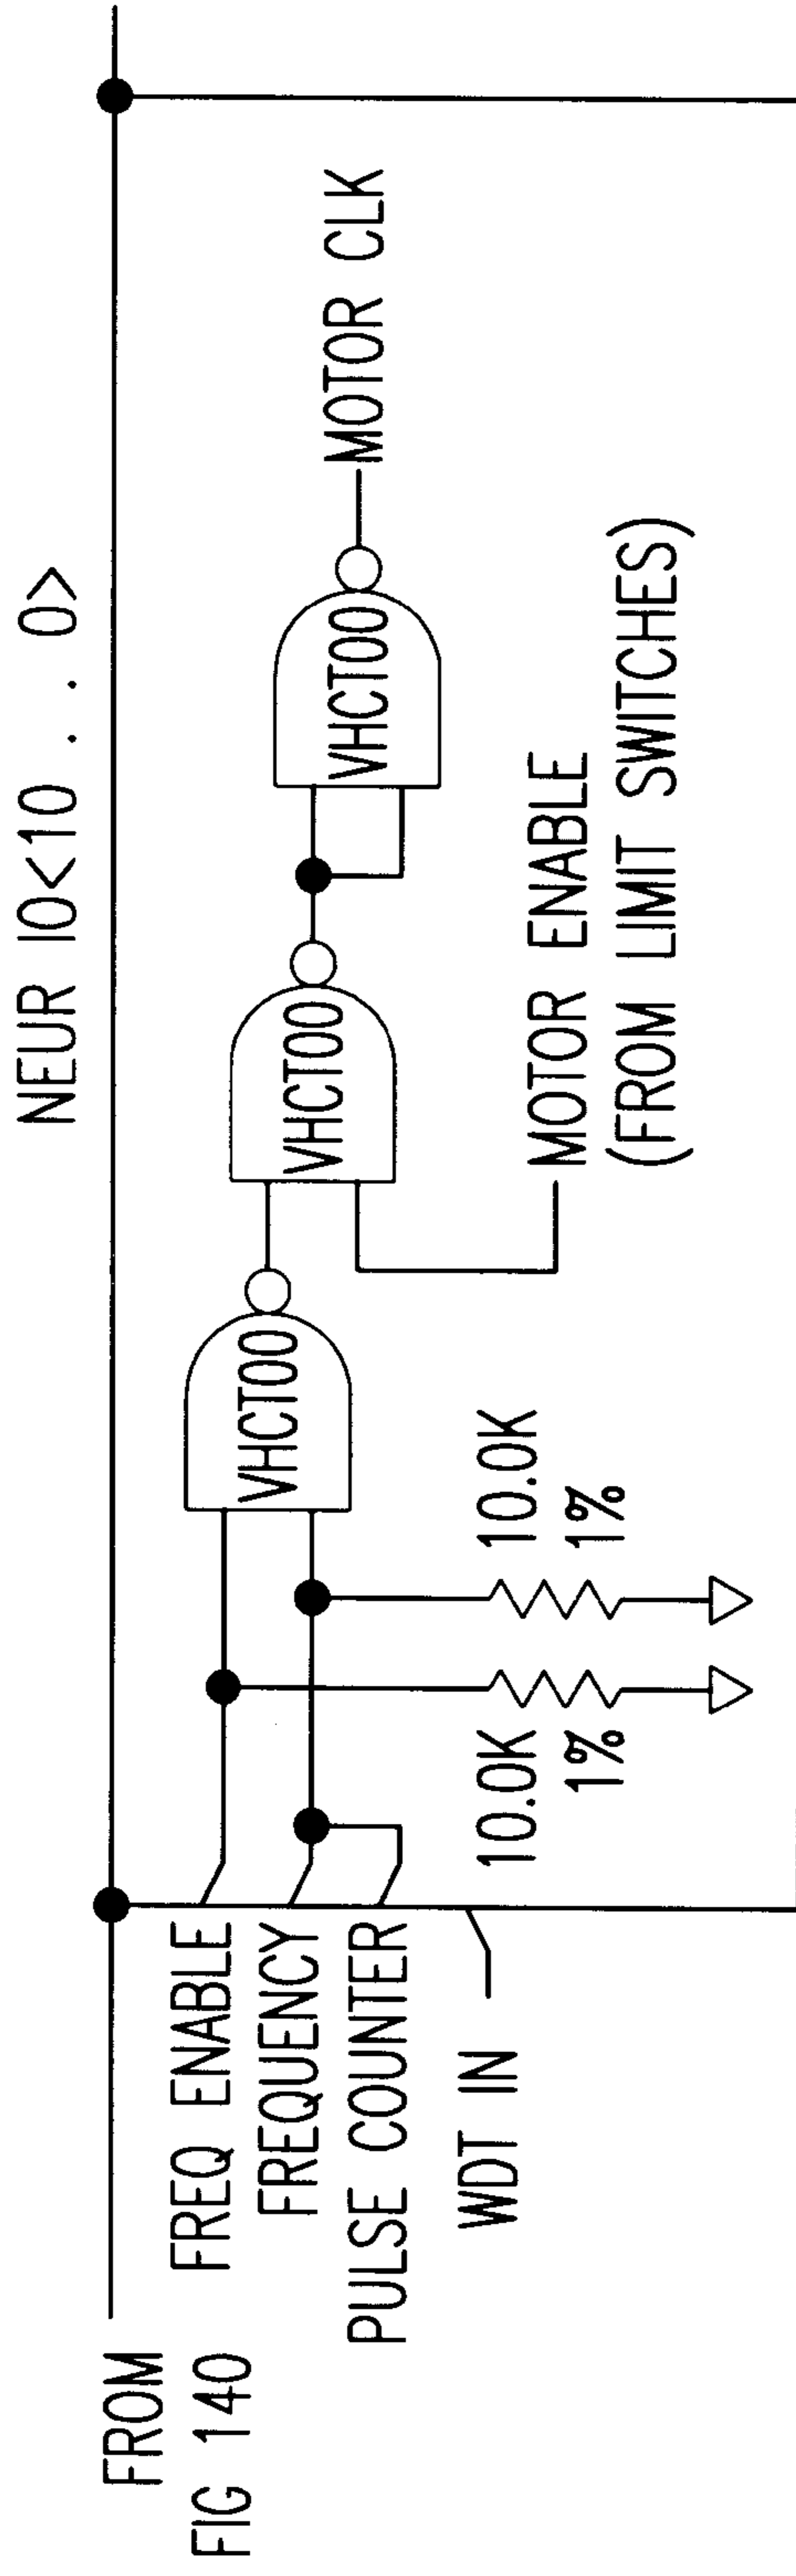 NEUR IO<10 . . . 0>
FROM
FIG 140
FREQ ENABLE
FREQUENCY
PULSE COUNTER
WDT IN
VHCT00
VHCT00
VHCT00
MOTOR CLK
10.0K
1%
10.0K
1%
MOTOR ENABLE
(FROM LIMIT SWITCHES)